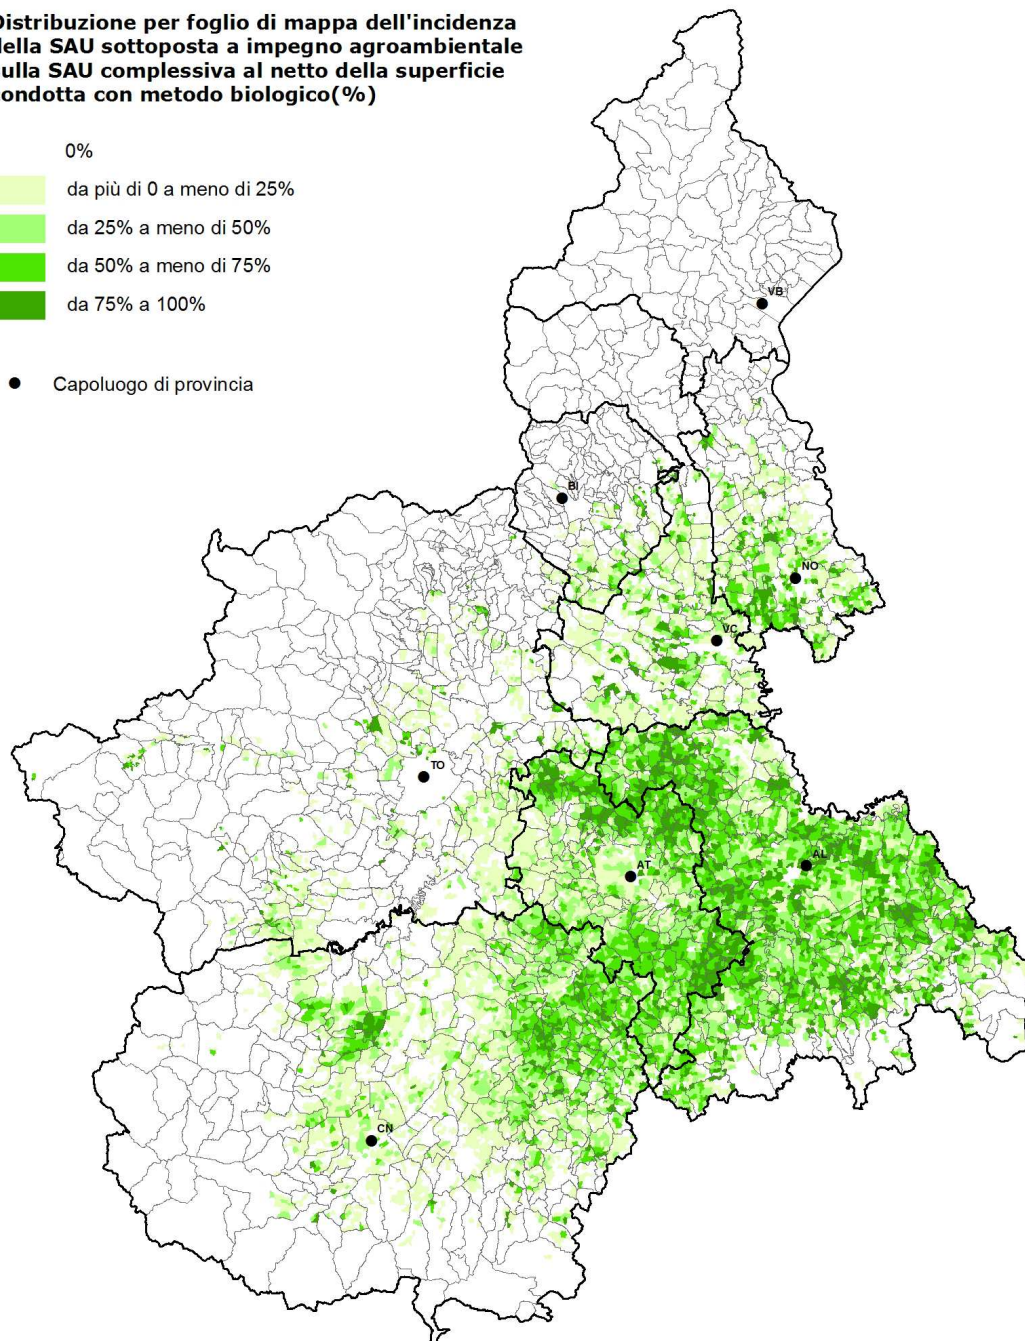 Distribuzione per foglio di mappa dell'incidenza
della SAU sottoposta a impegno agroambientale
ulla SAU complessiva al netto della superficie
ondotta con metodo biologico(%)
0%
da più di 0 a meno di 25%
da 25% a meno di 50%
da 50% a meno di 75%
da 75% a 100%
Capoluogo di provincia
VB
BI
NO
VC
TO
AL
AT
CN